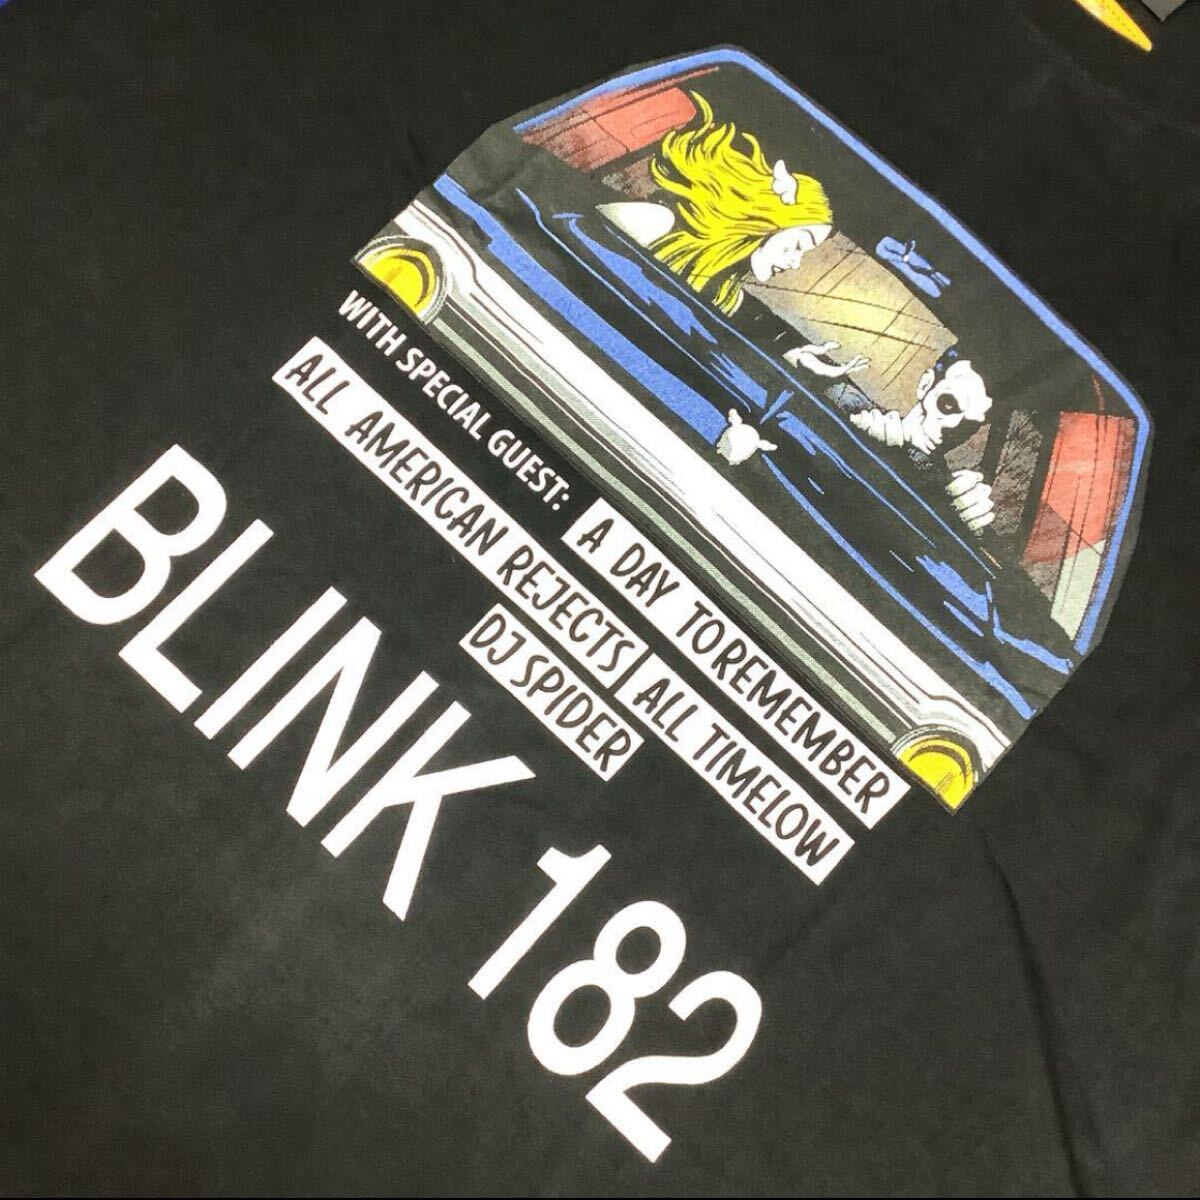 WITH SPECIAL GUEST: A DAY TOREMEMBER
ALL AMERICAN REJECTS ALL TIMELOW
DJ SPIDER
BLINK 182